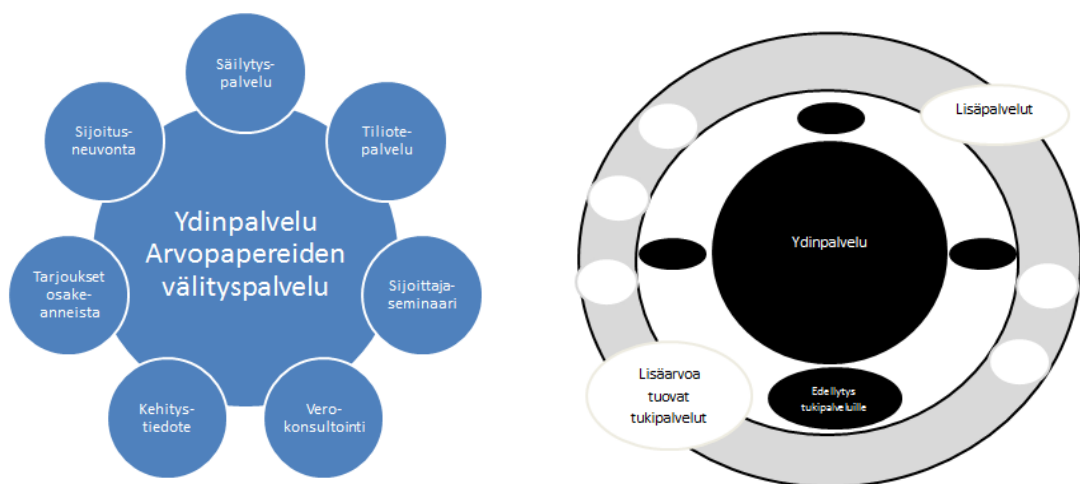 Säilytys-
palvelu
Tiliote-
palvelu
Sijoittaja-
seminaari
Vero-
konsultointi
Kehitys-
tiedote
Tarjoukset
osake-
anneista
Sijoitus-
neuvonta
Ydinpalvelu
Arvopapereiden
välityspalvelu
Lisäpalvelut
Ydinpalvelu
Lisäarvoa
tuovat
tukipalvelut
Edellytys
tukipalveluille